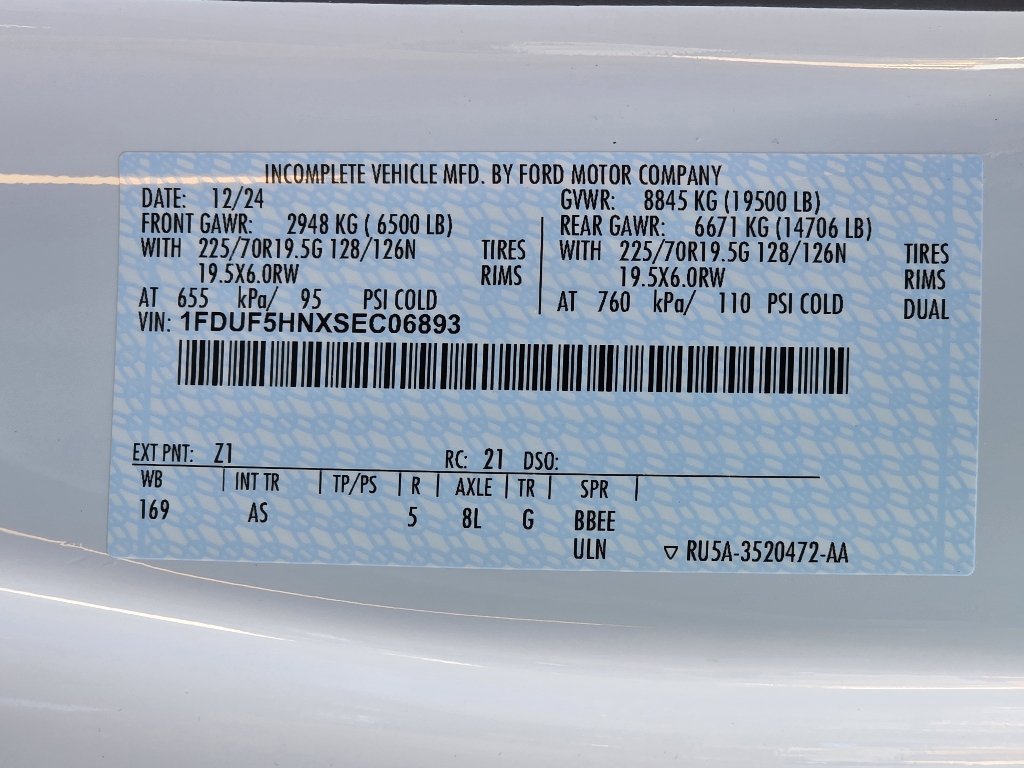 INCOMPLETE VEHICLE MFD. BY FORD MOTOR COMPANY
DATE: 12/24 GVWR: 8845 KG (19500 LB)
FRONT GAWR: 2948 KG ( 6500 LB) REAR GAWR: 6671 KG (14706 LB)
WITH 225/70R19.5G 128/126N TIRES WITH 225/70R19.5G 128/126N TIRES
19.5X6.0RW RIMS 19.5X6.0RW RIMS
AT 655 kPa/ 95 PSI COLD AT 760 kPa/ 110 PSI COLD DUAL
VIN: 1FDUF5HNXSEC06893
EXT PNT: Z1 RC: 21 DSO:
WB | INT TR | TP/PS | R | AXLE | TR | SPR |
169 AS 5 8L G BBEE
ULN ▽ RU5A-3520472-AA